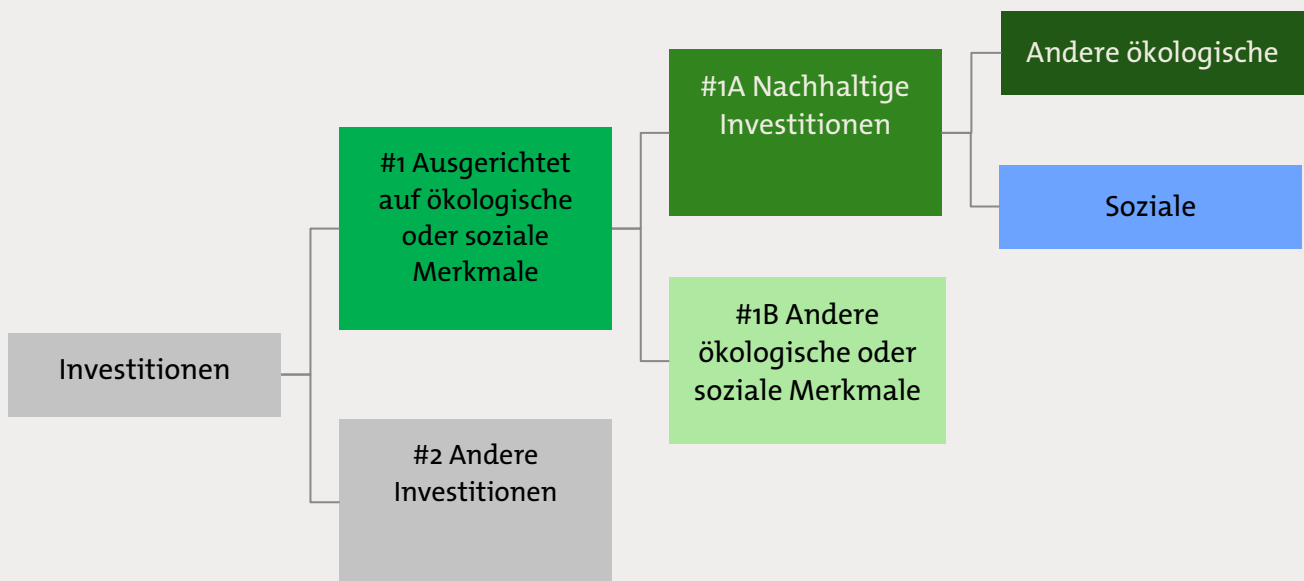 Investitionen
#1 Ausgerichtet
auf ökologische
oder soziale
Merkmale
#2 Andere
Investitionen
#1A Nachhaltige
Investitionen
#1B Andere
ökologische oder
soziale Merkmale
Andere ökologische
Soziale